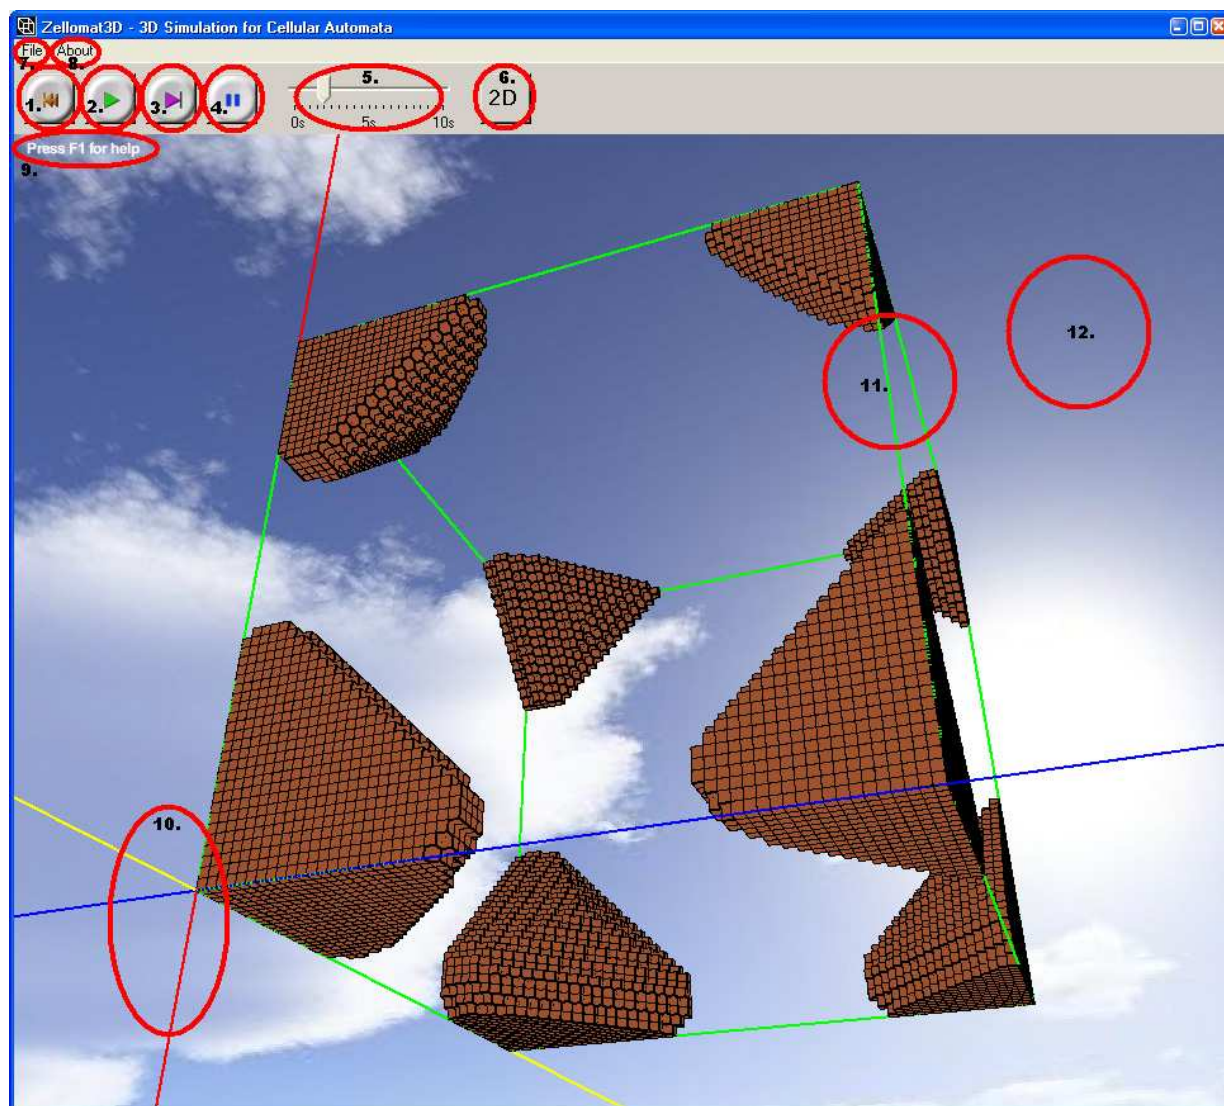 Zellomat3D - 3D Simulation for Cellular Automata
File About
7. 8.
1. 2. 3. 4. 5. 6.
2D
0s 5s 10s
Press F1 for help
9.
12.
11.
10.